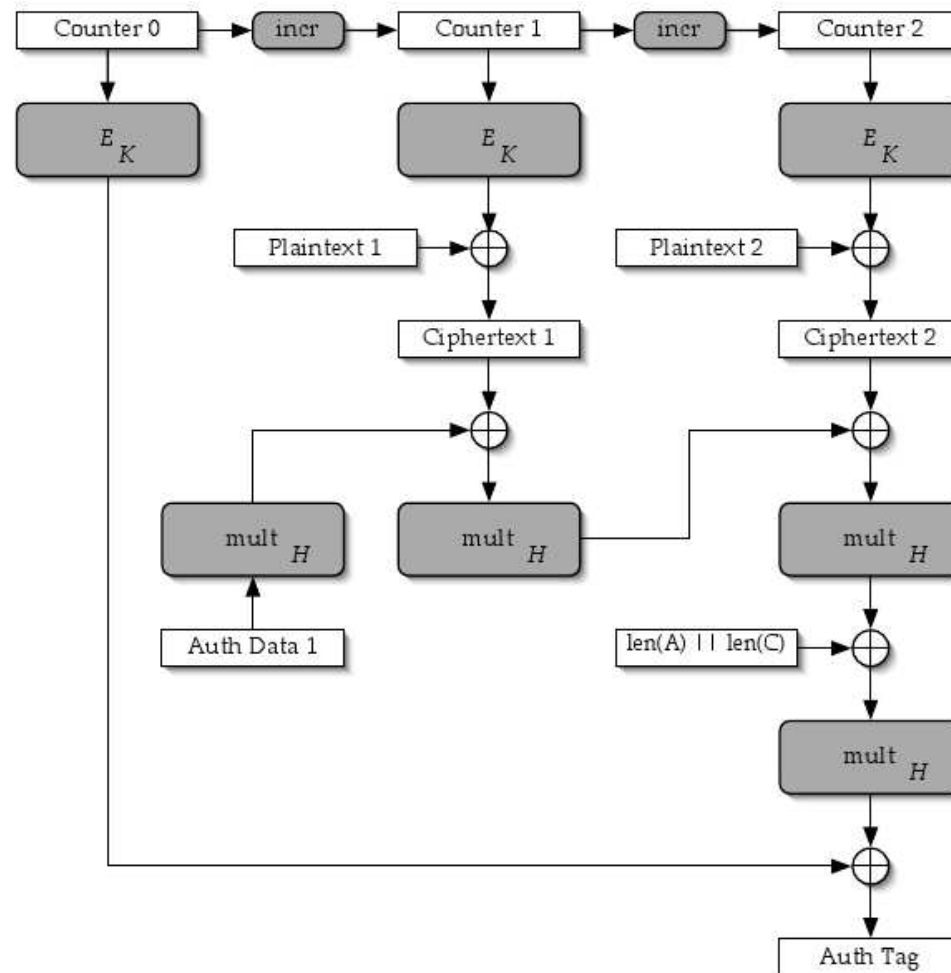 Counter 0
incr
Counter 1
incr
Counter 2
E K
E K
E K
Plaintext 1
Plaintext 2
Ciphertext 1
Ciphertext 2
mult H
mult H
mult H
Auth Data 1
len(A) || len(C)
mult H
Auth Tag